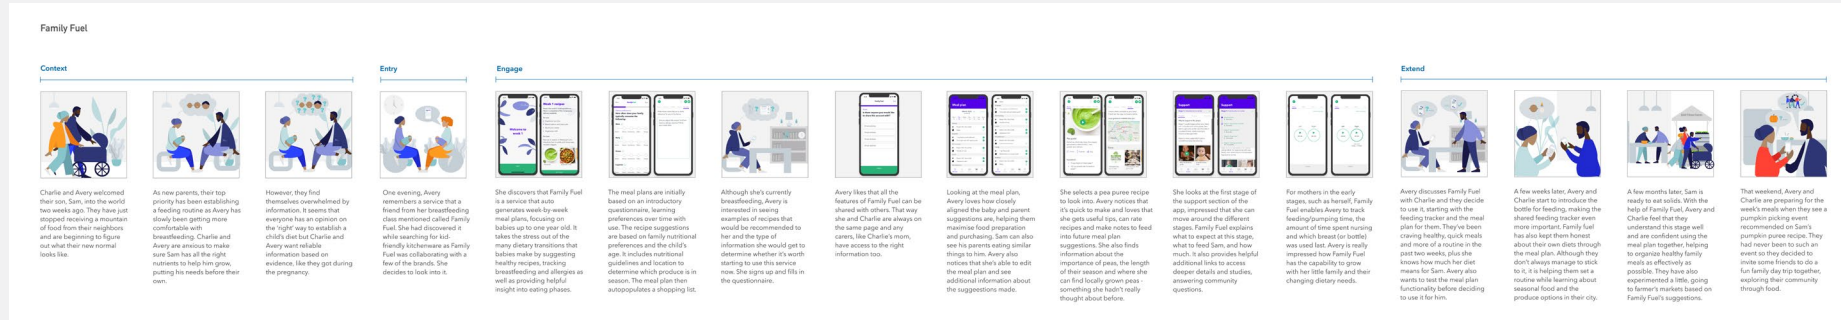 Family Fuel
Context
Entry
Engage
Extend
Charlie and Avery welcomed
their son, Sam, into the world
two weeks ago. They have just
stopped receiving a mountain
of food from their neighbors
and are beginning to figure
out what their new normal
looks like.
As new parents, their top
priority has been establishing
a feeding routine as Avery has
slowly been getting more
comfortable with
breastfeeding. Charlie and
Avery are anxious to make
sure Sam has all the right
nutrients to help him grow,
putting his needs before their
own.
However, they find
themselves overwhelmed by
information. It seems that
everyone has an opinion on
the 'right' way to establish a
child's diet but Charlie and
Avery want reliable
information based on
evidence, like they got during
the pregnancy.
One evening, Avery
remembers a service that a
friend from her breastfeeding
class mentioned called Family
Fuel. She had discovered it
while searching for kid-
friendly kitchenware as Family
Fuel was collaborating with a
few of the brands. She
decides to look into it.
She discovers that Family Fuel
is a service that auto
generates week-by-week
meal plans, focusing on
babies up to one year old. It
takes the stress out of the
many dietary transitions that
babies make by suggesting
healthy recipes, tracking
breastfeeding and allergies as
well as providing helpful
insight into eating phases.
The meal plans are initially
based on an introductory
questionnaire, learning
preferences over time with
use. The recipe suggestions
are based on family nutritional
preferences and the child's
age. It includes nutritional
guidelines and location to
determine which produce is in
season. The meal plan then
autopopulates a shopping list.
Although she's currently
breastfeeding, Avery is
interested in seeing
examples of recipes that
would be recommended to
her and the type of
information she would get to
determine whether it's worth
starting to use this service
now. She signs up and fills in
the questionnaire.
Avery likes that all the
features of Family Fuel can be
shared with others. That way
she and Charlie are always on
the same page and any
carers, like Charlie's mom,
have access to the right
information too.
Looking at the meal plan,
Avery loves how closely
aligned the baby and parent
suggestions are, helping them
maximise food preparation
and purchasing. Sam can also
see his parents eating similar
things to him. Avery also
notices that she's able to edit
the meal plan and see
additional information about
the suggestions made.
She selects a pea puree recipe
to look into. Avery notices that
it's quick to make and loves that
she gets useful tips, can rate
recipes and make notes to feed
into future meal plan
suggestions. She also finds
information about the
importance of peas, the length
of their season and where she
can find locally grown peas -
something she hadn't really
thought about before.
She looks at the first stage of
the support section of the
app, impressed that she can
move around the different
stages. Family Fuel explains
what to expect at this stage,
what to feed Sam, and how
much. It also provides helpful
additional links to access
deeper details and studies,
answering community
questions.
For mothers in the early
stages, such as herself, Family
Fuel enables Avery to track
feeding/pumping time, the
amount of time spent nursing
and which breast (or bottle)
was used last. Avery is really
impressed how Family Fuel
has the capability to grow
with her little family and their
changing dietary needs.
Avery discusses Family Fuel
with Charlie and they decide
to use it, starting with the
feeding tracker and the meal
plan for them. They've been
craving healthy, quick meals
and more of a routine in the
past two weeks, plus she
knows how much her diet
means for Sam. Avery also
wants to test the meal plan
functionality before deciding
to use it for him.
A few weeks later, Avery and
Charlie start to introduce the
bottle for feeding, making the
shared feeding tracker even
more important. Family fuel
has also kept them honest
about their own diets through
the meal plan. Although they
don't always manage to stick
to it, it is helping them set a
routine while learning about
seasonal food and the
produce options in their city.
A few months later, Sam is
ready to eat solids. With the
help of Family Fuel, Avery and
Charlie feel that they
understand this stage well
and are confident using the
meal plan together, helping
to organize healthy family
meals as effectively as
possible. They have also
experimented a little, going
to farmer's markets based on
Family Fuel's suggestions.
That weekend, Avery and
Charlie are preparing for the
week's meals when they see a
pumpkin picking event
recommended on Sam's
pumpkin puree recipe. They
had never been to such an
event so they decided to
invite some friends to do a
fun family day trip together,
exploring their community
through food.